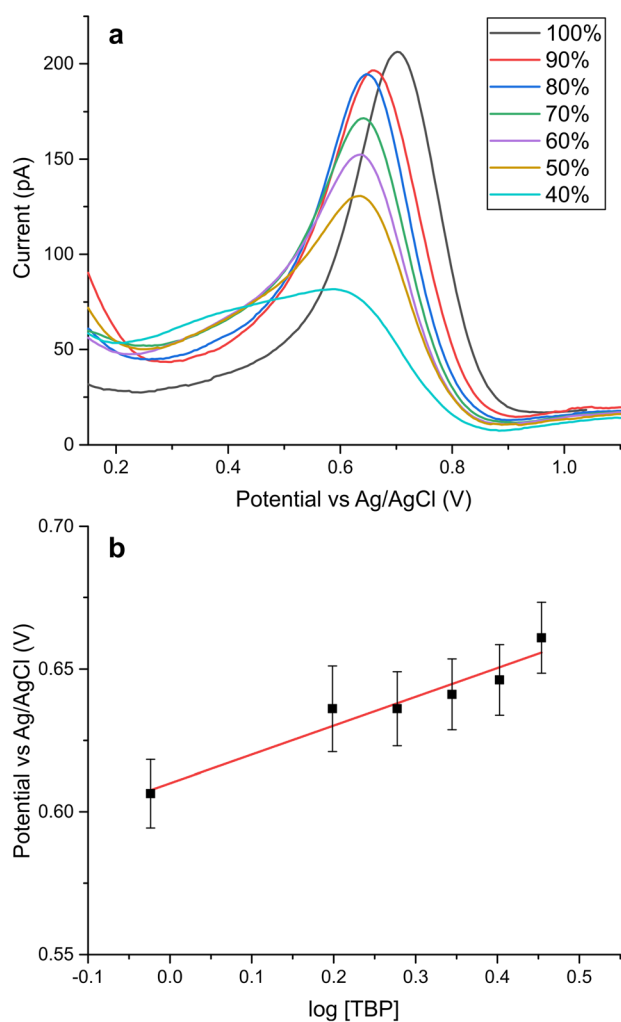 a
100%
90%
80%
70%
60%
50%
40%
200
150
100
50
0
Current (pA)
0.2 0.4 0.6 0.8 1.0
Potential vs Ag/AgCl (V)
b
0.70
0.65
0.60
0.55
Potential vs Ag/AgCl (V)
-0.1 0.0 0.1 0.2 0.3 0.4 0.5
log [TBP]